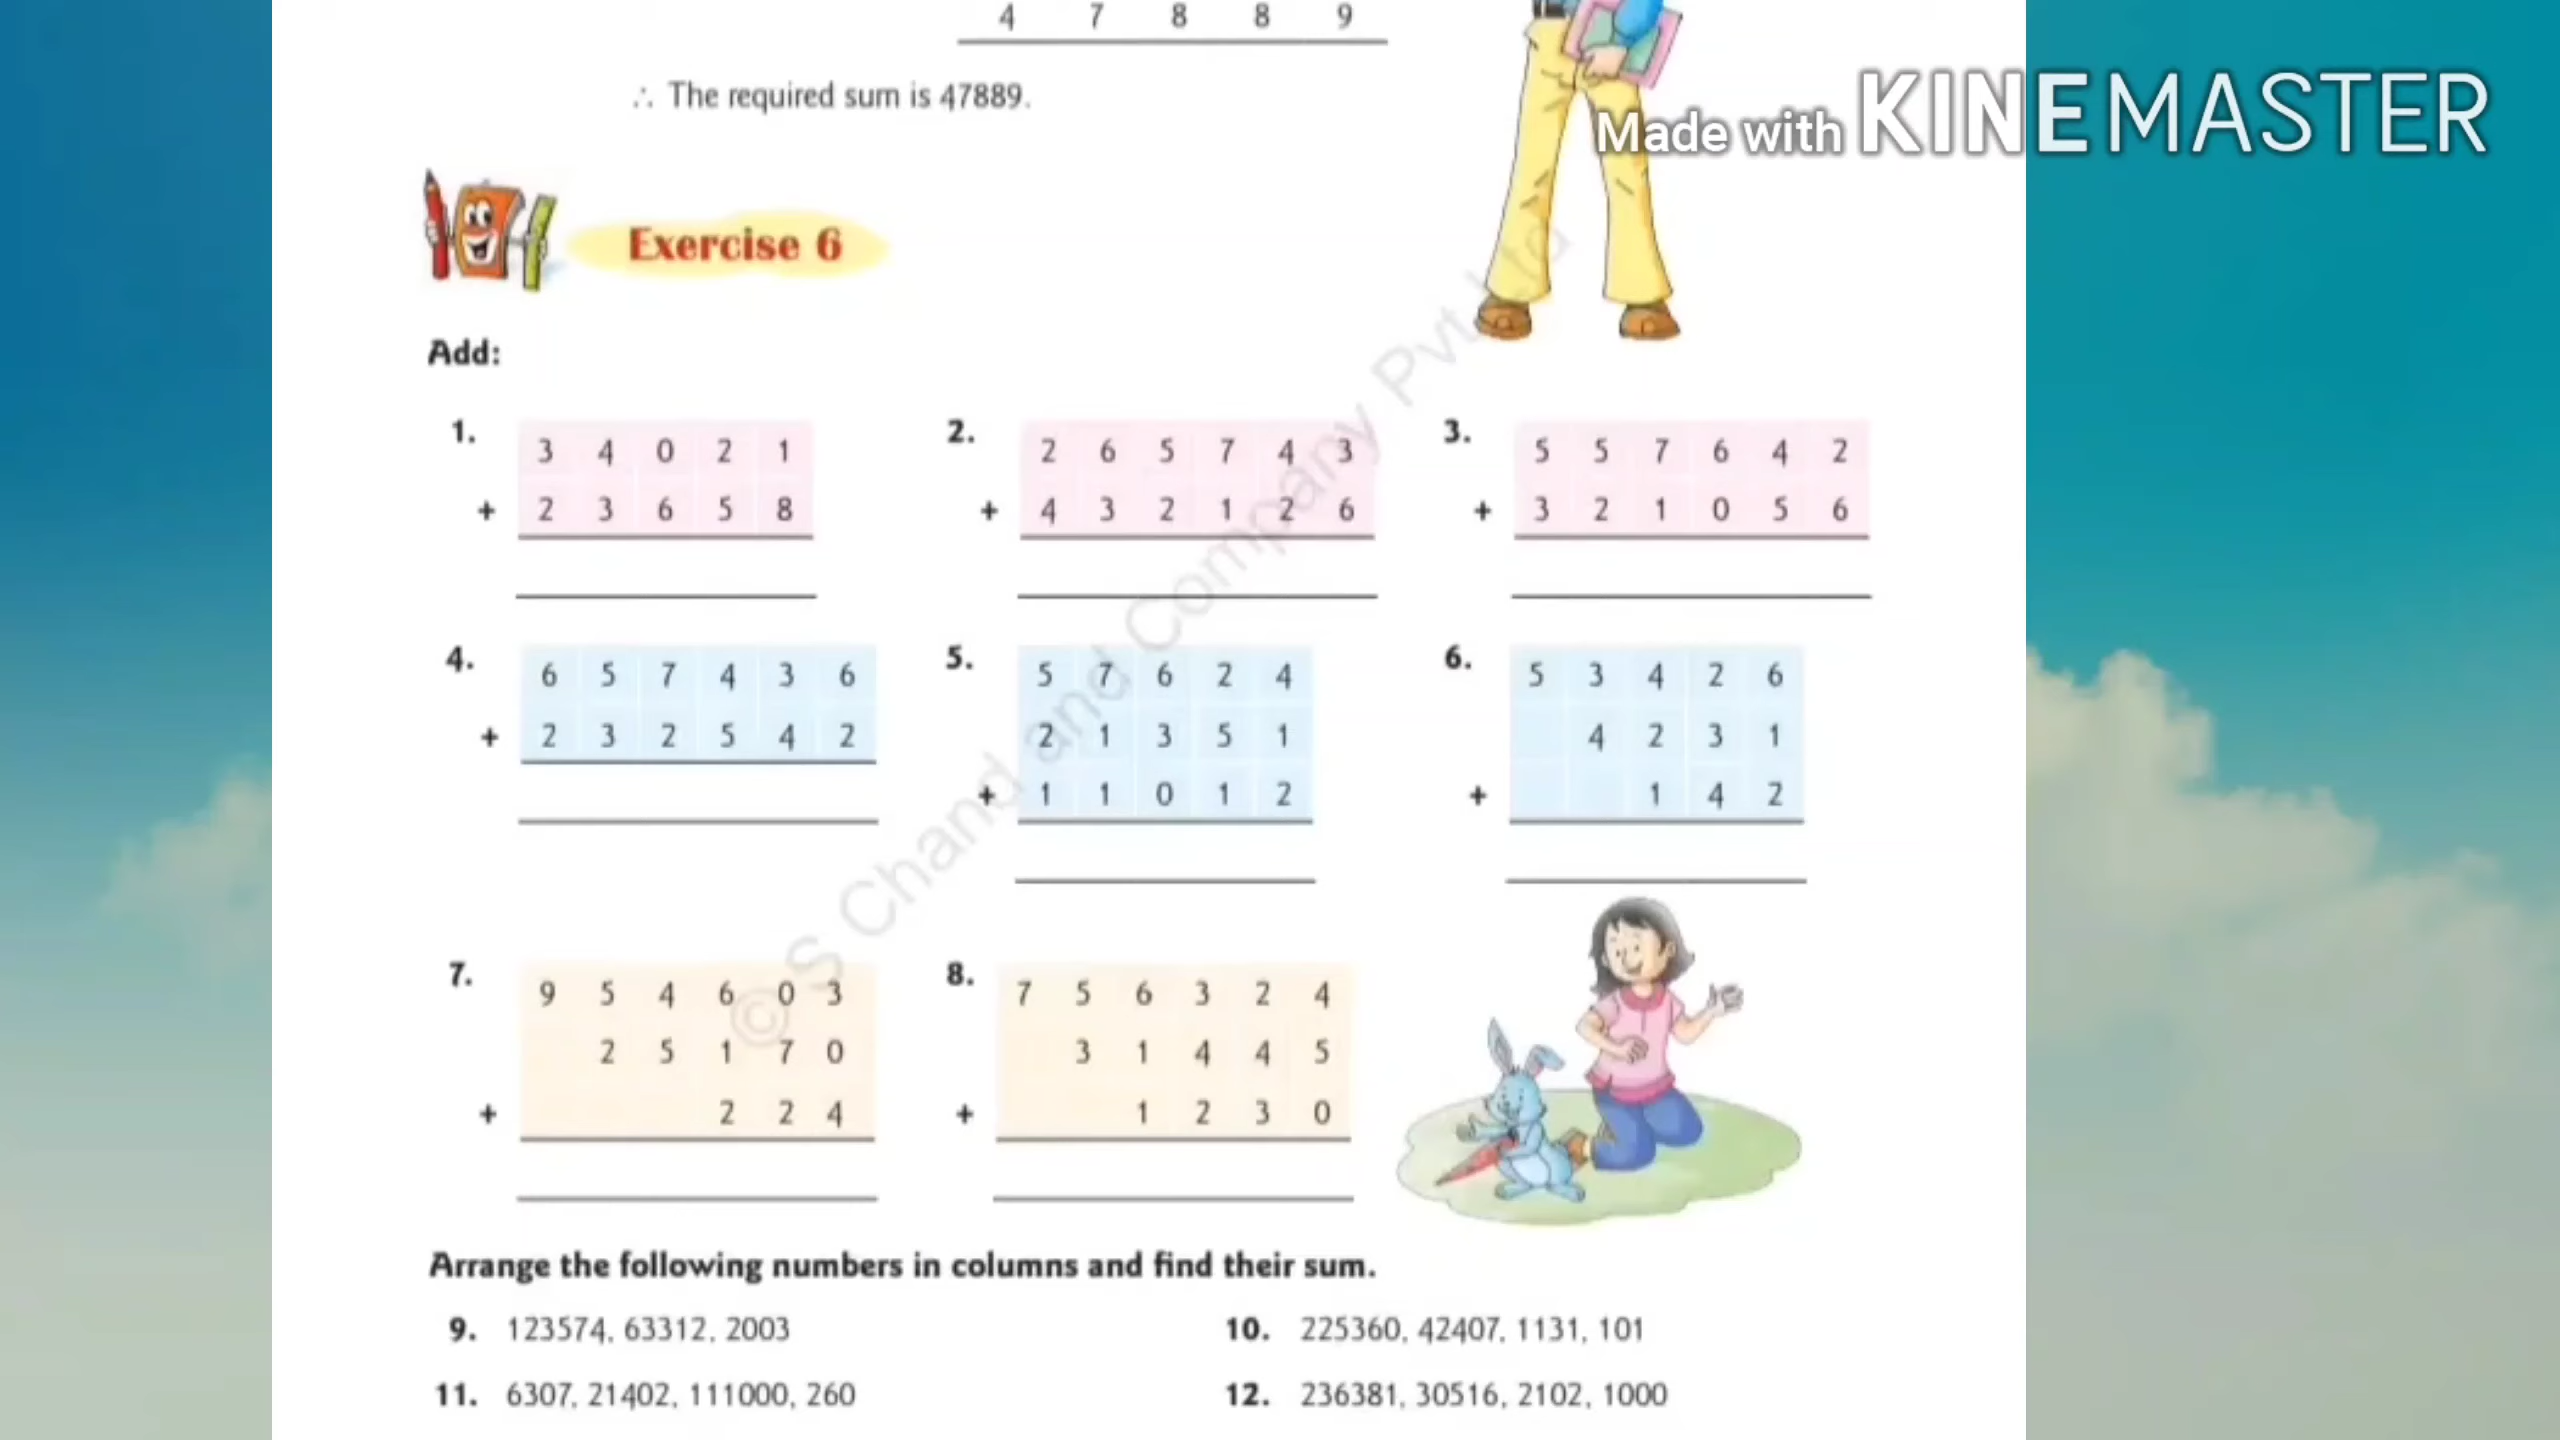 4 7 8 8 9
∴ The required sum is 47889.
Made with KINEMASTER
Exercise 6
Add:
1. 2. 3.
3 4 0 2 1 2 6 5 7 4 3 5 5 7 6 4 2
+ 2 3 6 5 8 + 4 3 2 1 2 6 + 3 2 1 0 5 6
4. 5. 6.
6 5 7 4 3 6 5 7 6 2 4 5 3 4 2 6
+ 2 3 2 5 4 2 2 1 3 5 1 4 2 3 1
+ 1 1 0 1 2 + 1 4 2
7. 8.
9 5 4 6 0 3 7 5 6 3 2 4
2 5 1 7 0 3 1 4 4 5
+ 2 2 4 + 1 2 3 0
© S Chand and Company Pvt Ltd
Arrange the following numbers in columns and find their sum.
9. 123574, 63312, 2003 10. 225360, 42407, 1131, 101
11. 6307, 21402, 111000, 260 12. 236381, 30516, 2102, 1000